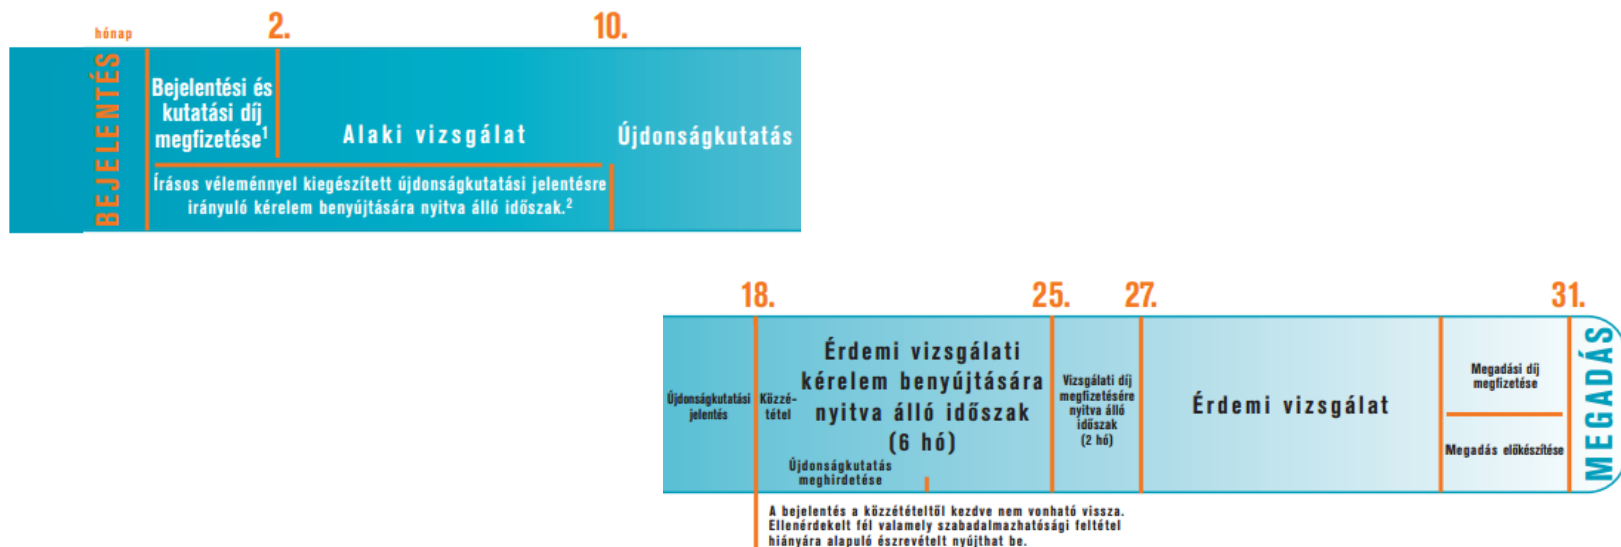 hónap
2.
10.
BEJELENTÉS
Bejelentési és
kutatási díj
megfizetése¹
Alaki vizsgálat
Újdonságkutatás
Írásos véleménnyel kiegészített újdonságkutatási jelentésre
irányuló kérelem benyújtására nyitva álló időszak.²
18.
25.
27.
31.
Újdonságkutatási
jelentés
Közzé-
tétel
Érdemi vizsgálati
kérelem benyújtására
nyitva álló időszak
(6 hó)
Újdonságkutatás
meghirdetése
Vizsgálati díj
megfizetésére
nyitva álló
időszak
(2 hó)
Érdemi vizsgálat
Megadási díj
megfizetése
Megadás előkészítése
MEGADÁS
A bejelentés a közzétételtől kezdve nem vonható vissza.
Ellenérdekelt fél valamely szabadalmazhatósági feltétel
hiányára alapuló észrevételt nyújthat be.